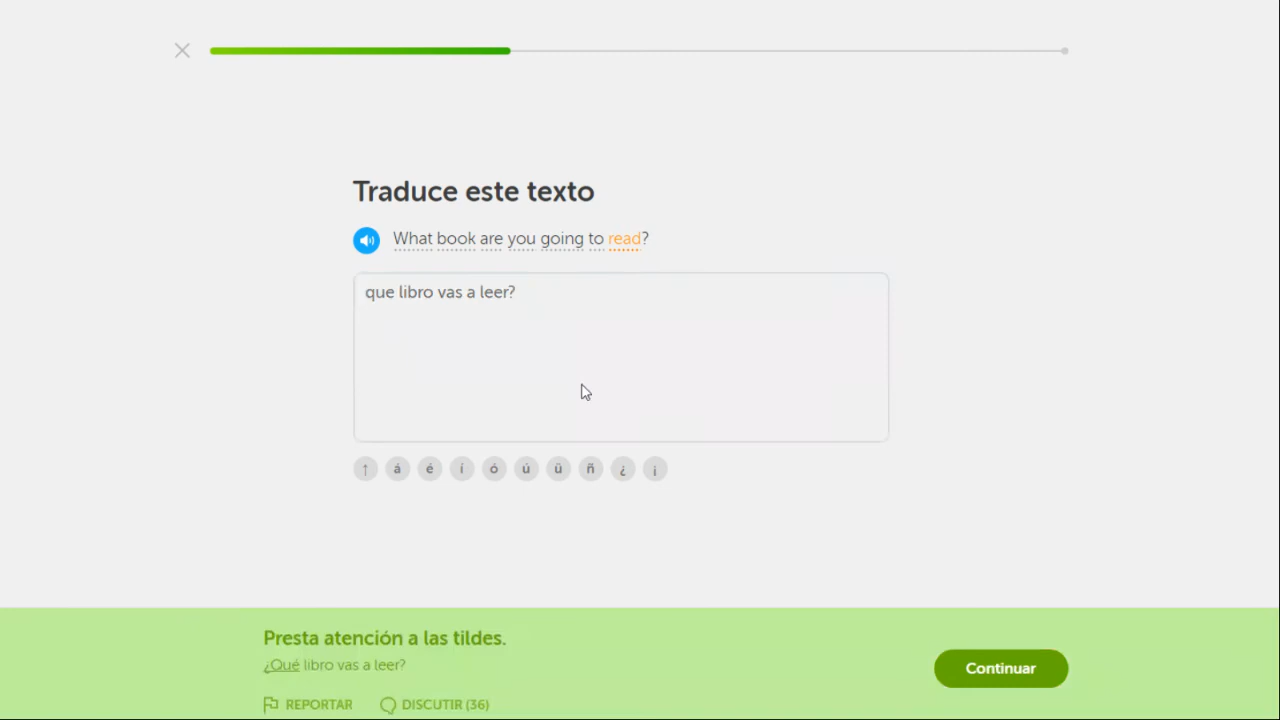 Traduce este texto
What book are you going to read?
que libro vas a leer?
↑ á é í ó ú ü ñ ¿ ¡
Presta atención a las tildes.
¿Qué libro vas a leer?
Continuar
REPORTAR DISCUTIR (36)